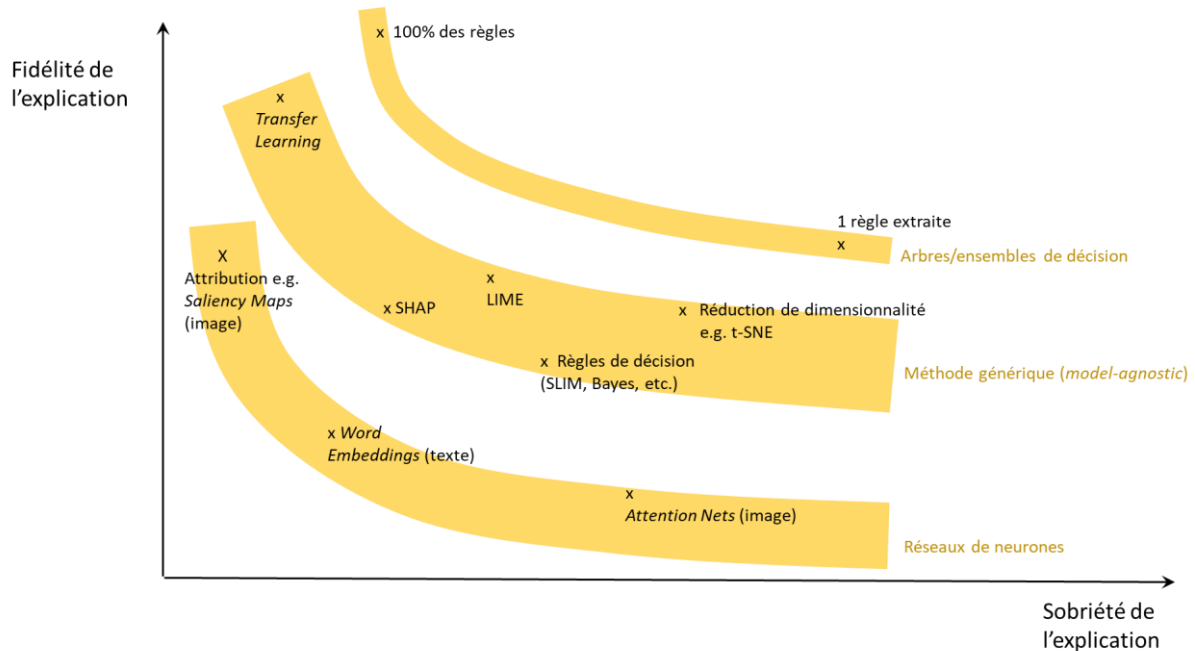 x 100% des règles
Fidélité de
l'explication
x
Transfer
Learning
1 règle extraite
x
Arbres/ensembles de décision
X
Attribution e.g.
Saliency Maps
(image)
x
LIME
x SHAP
x Réduction de dimensionnalité
e.g. t-SNE
x Règles de décision
(SLIM, Bayes, etc.)
Méthode générique (model-agnostic)
x Word
Embeddings (texte)
x
Attention Nets (image)
Réseaux de neurones
Sobriété de
l'explication